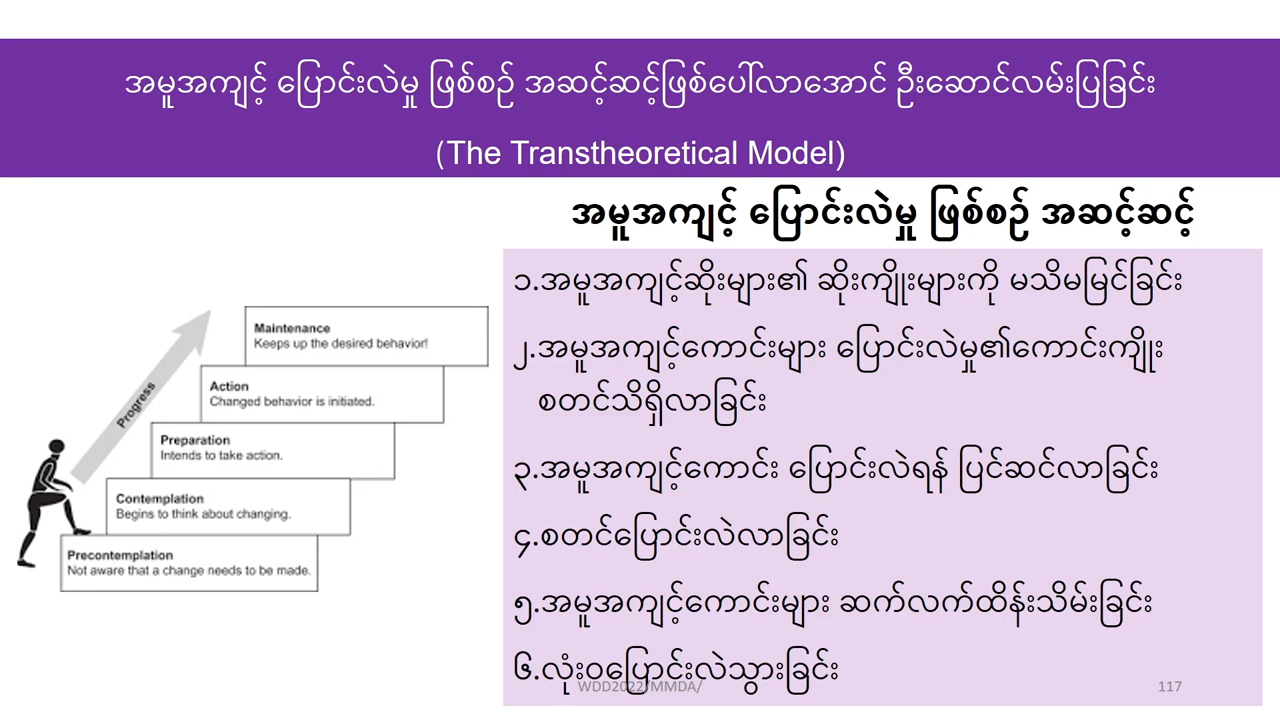 အမူအကျင့် ပြောင်းလဲမှု ဖြစ်စဉ် အဆင့်ဆင့်ဖြစ်ပေါ်လာအောင် ဦးဆောင်လမ်းပြခြင်း
(The Transtheoretical Model)
အမူအကျင့် ပြောင်းလဲမှု ဖြစ်စဉ် အဆင့်ဆင့်
Progress
Maintenance
Keeps up the desired behavior!
Action
Changed behavior is initiated.
Preparation
Intends to take action.
Contemplation
Begins to think about changing.
Precontemplation
Not aware that a change needs to be made.
၁.အမူအကျင့်ဆိုးများ၏ ဆိုးကျိုးများကို မသိမမြင်ခြင်း
၂.အမူအကျင့်ကောင်းများ ပြောင်းလဲမှု၏ကောင်းကျိုး
စတင်သိရှိလာခြင်း
၃.အမူအကျင့်ကောင်း ပြောင်းလဲရန် ပြင်ဆင်လာခြင်း
၄.စတင်ပြောင်းလဲလာခြင်း
၅.အမူအကျင့်ကောင်းများ ဆက်လက်ထိန်းသိမ်းခြင်း
၆.လုံးဝပြောင်းလဲသွားခြင်း
WDD2022/MMDA/
117